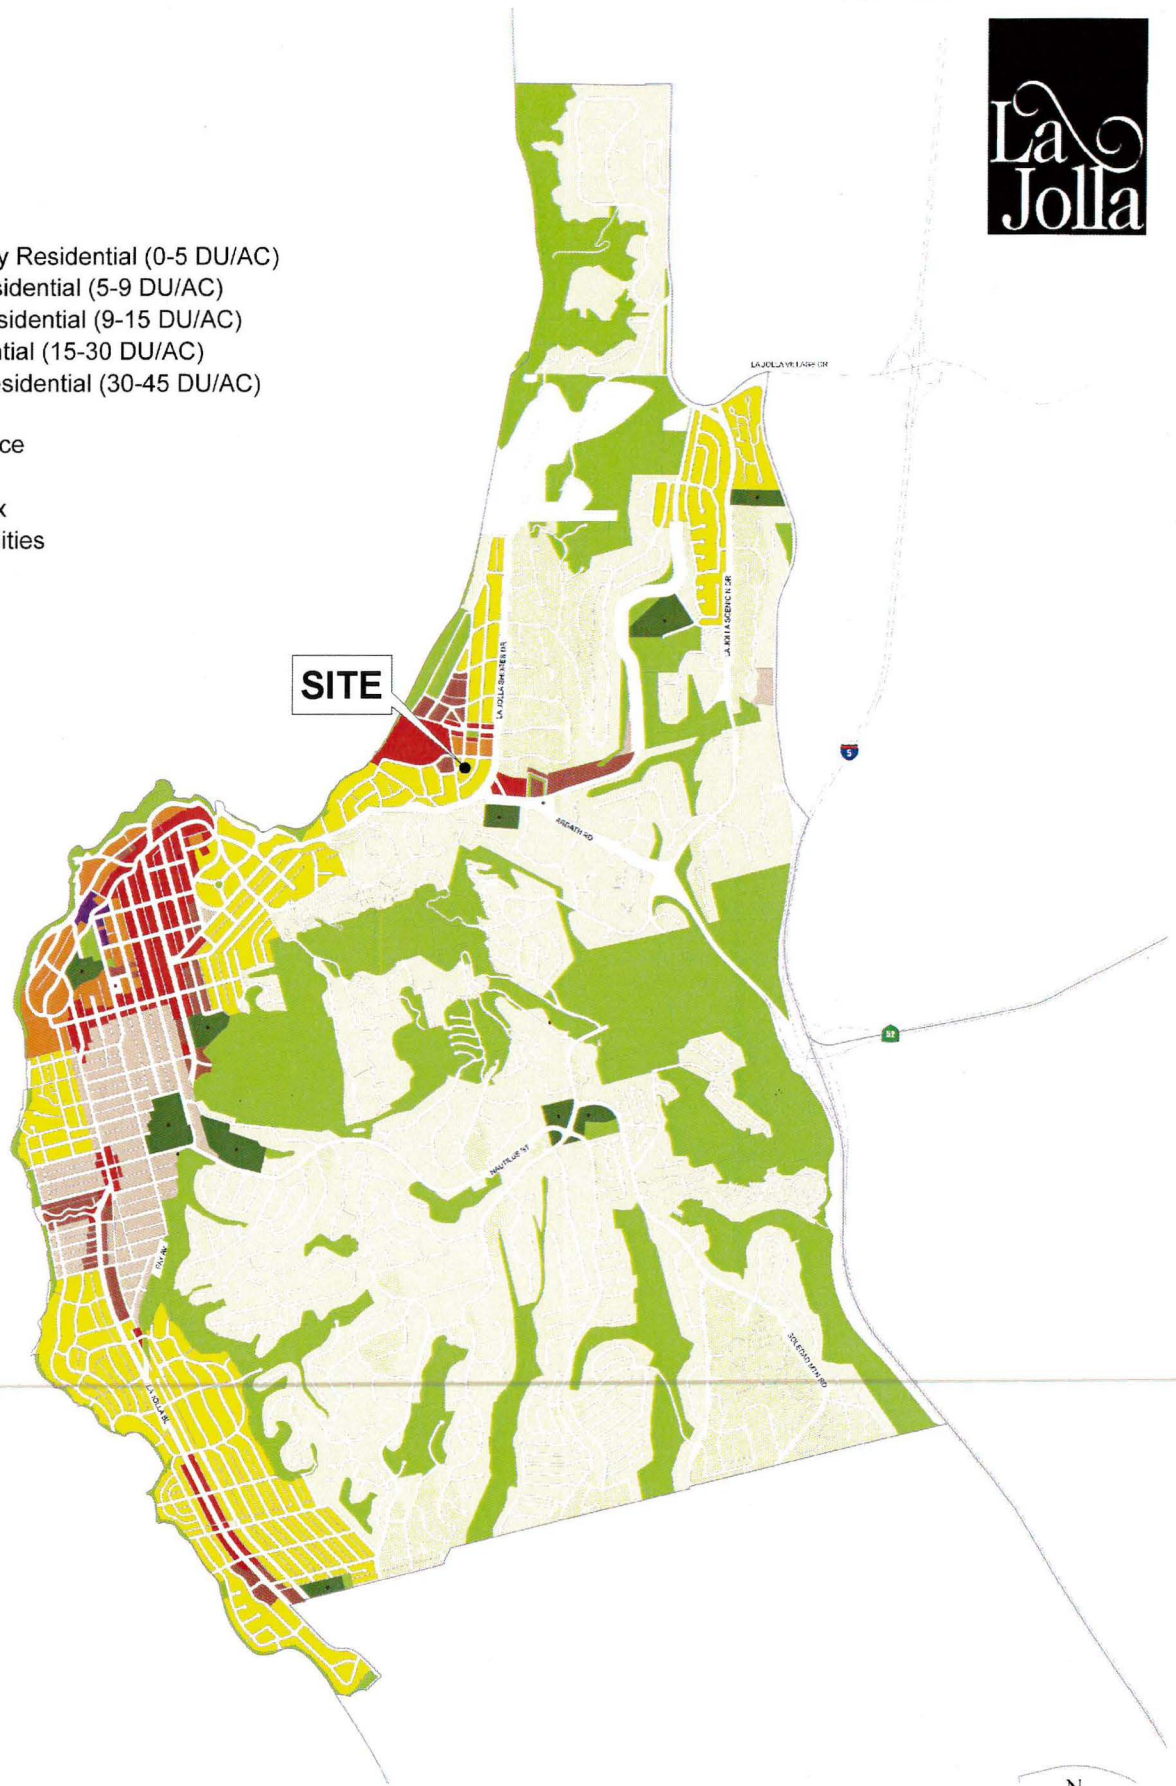 La
Jolla
y Residential (0-5 DU/AC)
sidential (5-9 DU/AC)
sidential (9-15 DU/AC)
ntial (15-30 DU/AC)
esidential (30-45 DU/AC)
ce
x
ities
LA JOLLA VILLAGE DR
LA JOLLA SCENIC N DR
LA JOLLA SHORES DR
SITE
5
ARDATH RD
52
NAUTILUS ST
FAY AV
SOLEDAD MTN RD
LA JOLLA BL
N